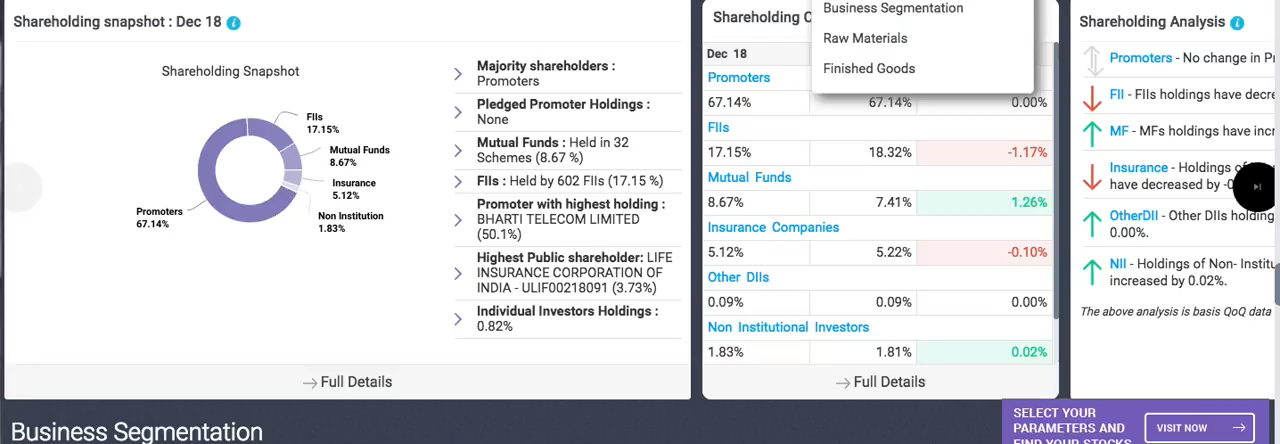 Shareholding snapshot : Dec 18
Shareholding Snapshot
FIIs
17.15%
Mutual Funds
8.67%
Insurance
5.12%
Non Institution
1.83%
Promoters
67.14%
Majority shareholders :
Promoters
Pledged Promoter Holdings :
None
Mutual Funds : Held in 32
Schemes (8.67 %)
FIIs : Held by 602 FIIs (17.15 %)
Promoter with highest holding :
BHARTI TELECOM LIMITED
(50.1%)
Highest Public shareholder: LIFE
INSURANCE CORPORATION OF
INDIA - ULIF00218091 (3.73%)
Individual Investors Holdings :
0.82%
Full Details
Shareholding
Business Segmentation
Raw Materials
Finished Goods
Dec 18
Promoters
67.14% 67.14% 0.00%
FIIs
17.15% 18.32% -1.17%
Mutual Funds
8.67% 7.41% 1.26%
Insurance Companies
5.12% 5.22% -0.10%
Other DIIs
0.09% 0.09% 0.00%
Non Institutional Investors
1.83% 1.81% 0.02%
Full Details
Shareholding Analysis
Promoters - No change in
FII - FIIs holdings have
MF - MFs holdings have
Insurance - Holdings
have decreased by
OtherDII - Other DIIs
0.00%.
NII - Holdings of Non-
increased by 0.02%.
The above analysis is basis QoQ data
Business Segmentation
SELECT YOUR
PARAMETERS AND
FIND YOUR STOCKS
VISIT NOW